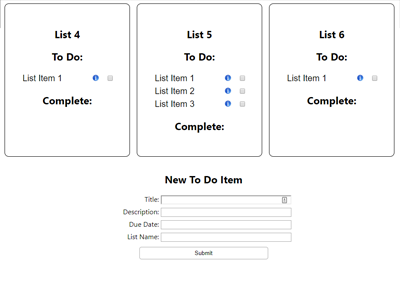 List 4
To Do:
List Item 1
Complete:
List 5
To Do:
List Item 1
List Item 2
List Item 3
Complete:
List 6
To Do:
List Item 1
Complete:
New To Do Item
Title:
Description:
Due Date:
List Name:
Submit